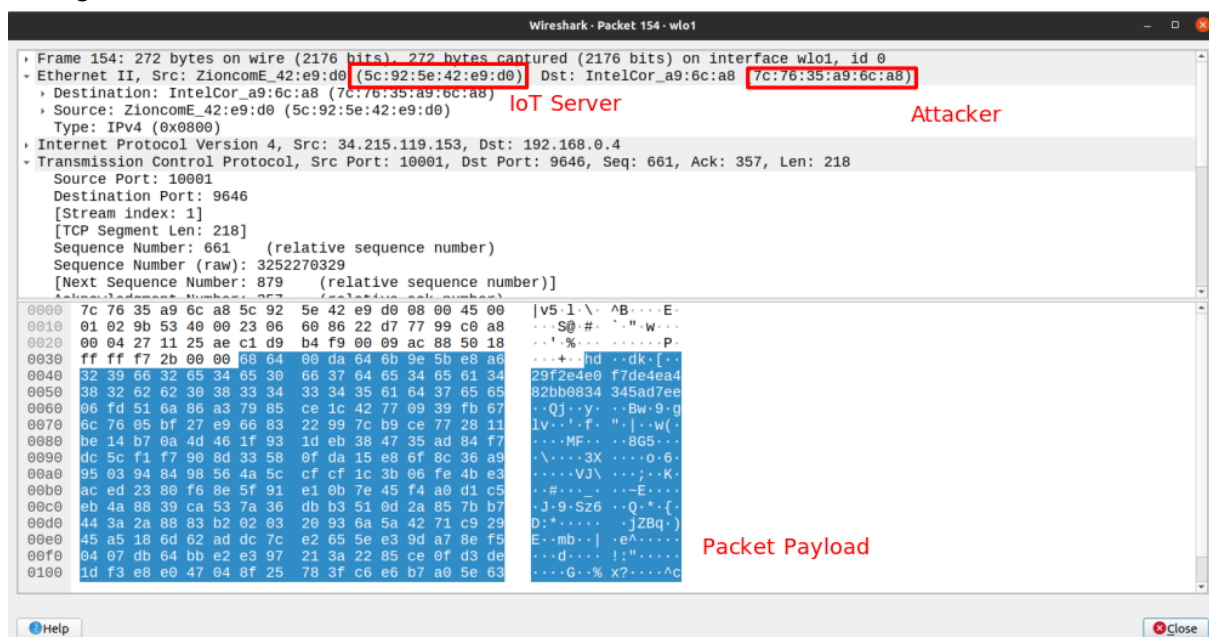 Wireshark · Packet 154 · wlo1
Frame 154: 272 bytes on wire (2176 bits), 272 bytes captured (2176 bits) on interface wlo1, id 0
Ethernet II, Src: ZioncomE_42:e9:d0 (5c:92:5e:42:e9:d0), Dst: IntelCor_a9:6c:a8 (7c:76:35:a9:6c:a8)
Destination: IntelCor_a9:6c:a8 (7c:76:35:a9:6c:a8)
IoT Server
Attacker
Source: ZioncomE_42:e9:d0 (5c:92:5e:42:e9:d0)
Type: IPv4 (0x0800)
Internet Protocol Version 4, Src: 34.215.119.153, Dst: 192.168.0.4
Transmission Control Protocol, Src Port: 10001, Dst Port: 9646, Seq: 661, Ack: 357, Len: 218
Source Port: 10001
Destination Port: 9646
[Stream index: 1]
[TCP Segment Len: 218]
Sequence Number: 661 (relative sequence number)
Sequence Number (raw): 3252270329
[Next Sequence Number: 879 (relative sequence number)]
0000 7c 76 35 a9 6c a8 5c 92 5e 42 e9 d0 08 00 45 00 |v5·l·\· ^B····E·
0010 01 02 9b 53 40 00 23 06 60 86 22 d7 77 99 c0 a8 ···S@·#· `·"·w···
0020 00 04 27 11 25 ae c1 d9 b4 f9 00 09 ac 88 50 18 ··'·%··· ······P·
0030 ff ff f7 2b 00 00 68 64 00 da 64 6b 9e 5b e8 a6 ···+··hd ··dk·[··
0040 32 39 66 32 65 34 65 30 66 37 64 65 34 65 61 34 29f2e4e0 f7de4ea4
0050 38 32 62 62 30 38 33 34 33 34 35 61 64 37 65 65 82bb0834 345ad7ee
0060 06 fd 51 6a 86 a3 79 85 ce 1c 42 77 09 39 fb 67 ··Qj··y· ··Bw·9·g
0070 6c 76 05 bf 27 e9 66 83 22 99 7c b9 ce 77 28 11 lv··'·f· "·|··w(·
0080 be 14 b7 0a 4d 46 1f 93 1d eb 38 47 35 ad 84 f7 ····MF·· ··8G5···
0090 dc 5c f1 f7 90 8d 33 58 0f da 15 e8 6f 8c 36 a9 ·\····3X ····o·6·
00a0 95 03 94 84 98 56 4a 5c cf cf 1c 3b 06 fe 4b e3 ·····VJ\ ···;··K·
00b0 ac ed 23 80 f6 8e 5f 91 e1 0b 7e 45 f4 a0 d1 c5 ··#···_· ··~E····
00c0 eb 4a 88 39 ca 53 7a 36 db b3 51 0d 2a 85 7b b7 ·J·9·Sz6 ··Q·*·{·
00d0 44 3a 2a 88 83 b2 02 03 20 93 6a 5a 42 71 c9 29 D:*····· ·jZBq·)
00e0 45 a5 18 6d 62 ad dc 7c e2 65 5e e3 9d a7 8e f5 E··mb··| ·e^·····
00f0 04 07 db 64 bb e2 e3 97 21 3a 22 85 ce 0f d3 de ···d···· !:"·····
Packet Payload
0100 1d f3 e8 e0 47 04 8f 25 78 3f c6 e6 b7 a0 5e 63 ····G··% x?····^c
Help
Close